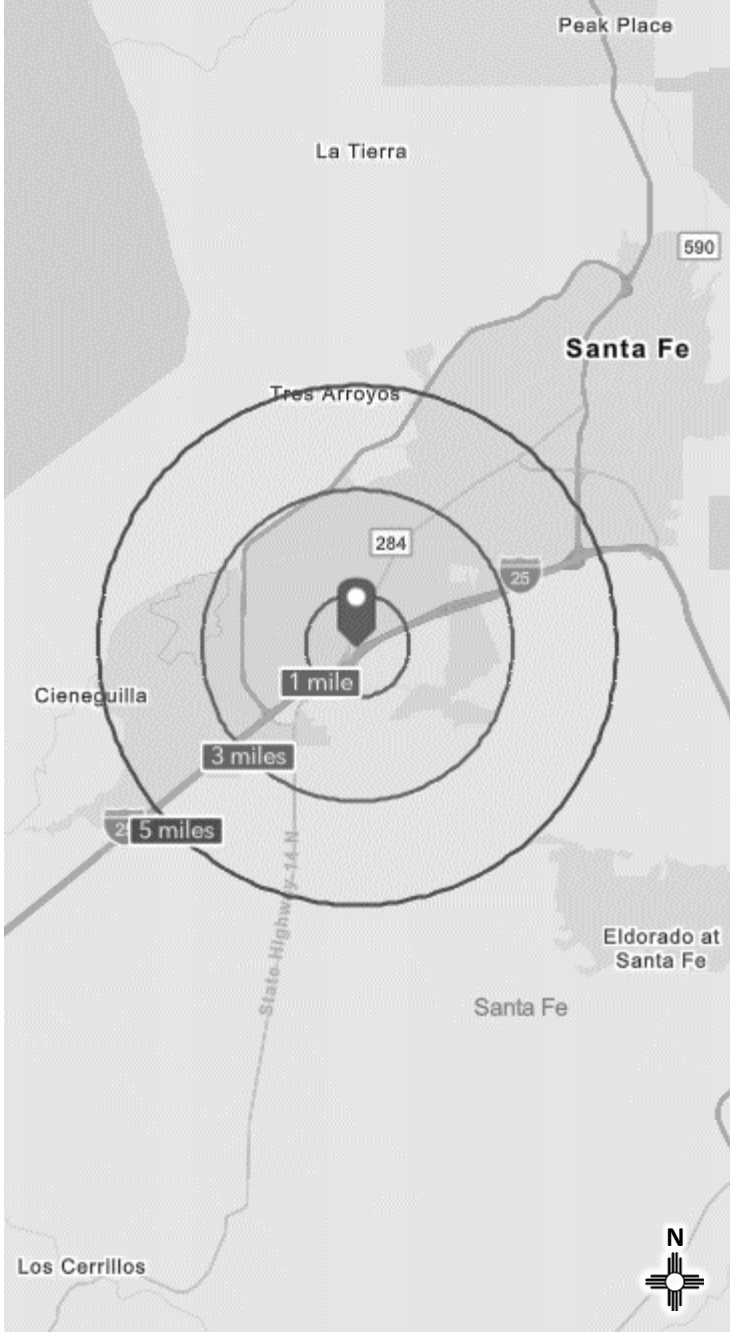 Peak Place
La Tierra
590
Santa Fe
Tres Arroyos
284
25
1 mile
Cieneguilla
3 miles
5 miles
State Highway 14 N
Eldorado at
Santa Fe
Santa Fe
N
Los Cerrillos